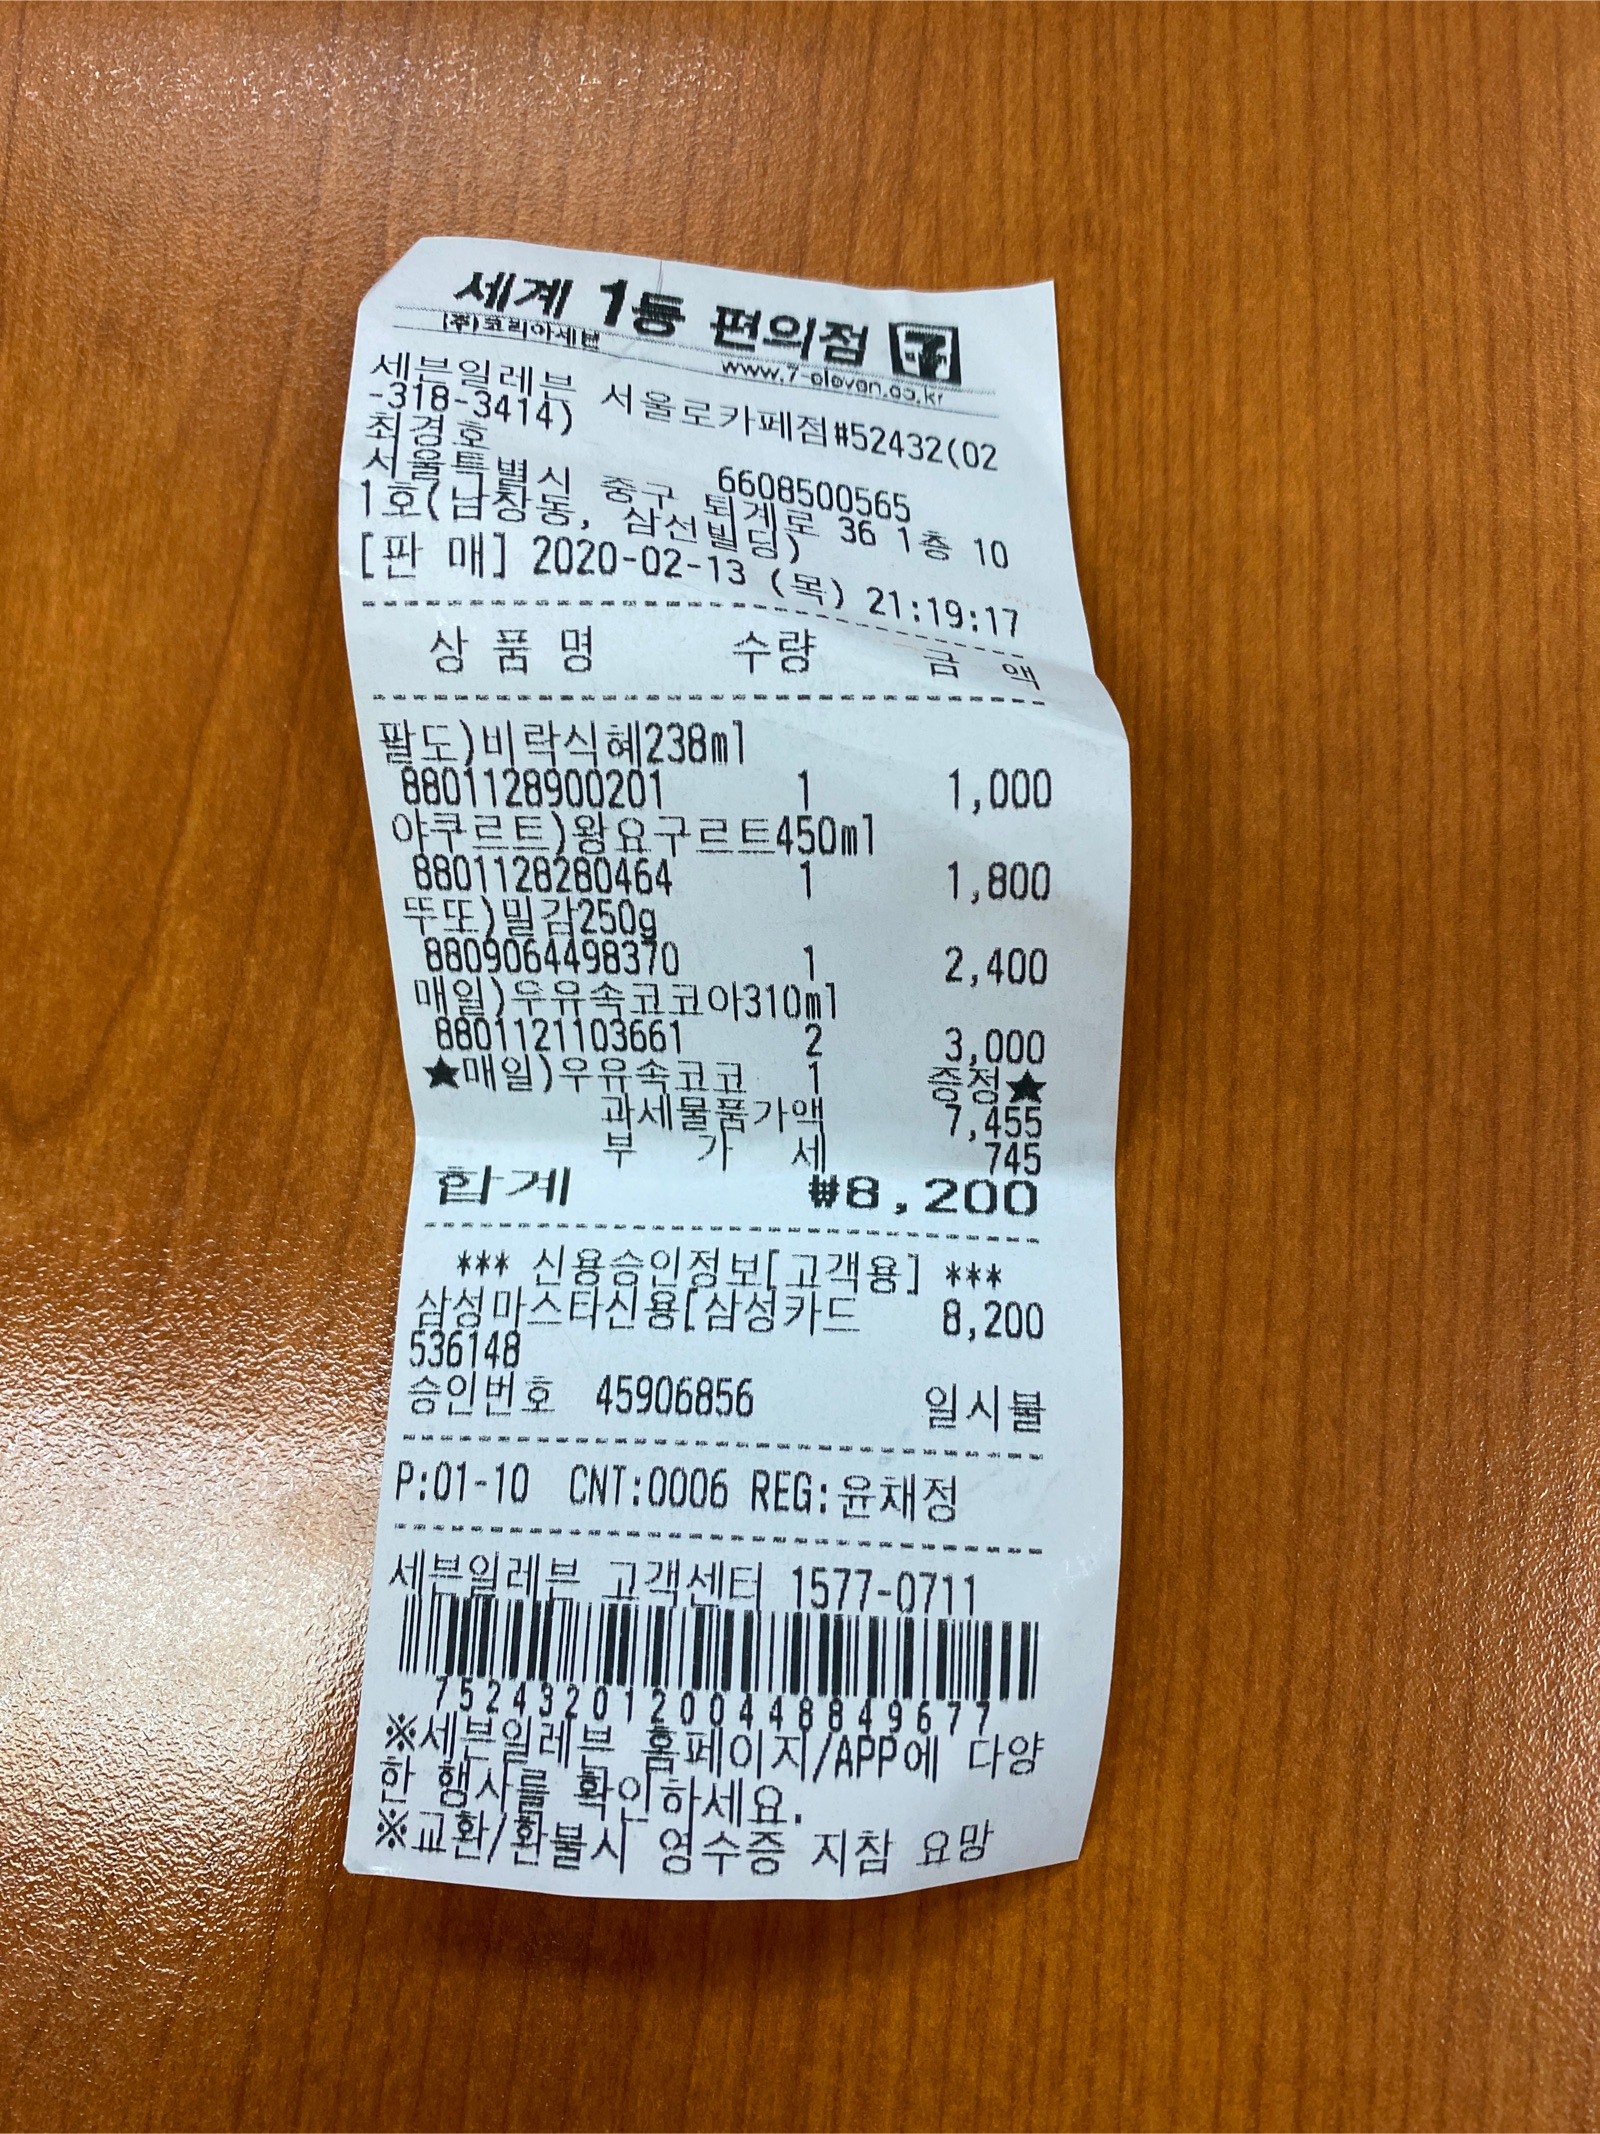 세계 1등 편의점 7
(주)코리아세븐
www.7-eleven.co.kr
세븐일레븐 서울로카페점#52432(02
-318-3414)
최경호 6608500565
서울특별시 중구 퇴계로 36 1층 10
1호(남창동, 삼선빌딩)
[판 매] 2020-02-13 (목) 21:19:17
상 품 명 수량 금 액
팔도)비락식혜238ml
8801128900201 1 1,000
야쿠르트)왕요구르트450ml
8801128280464 1 1,800
뚜또)밀감250g
8809064498370 1 2,400
매일)우유속코코아310ml
8801121103661 2 3,000
★매일)우유속코코 1 증정★
과세물품가액 7,455
부 가 세 745
합계 ₩8,200
*** 신용승인정보[고객용] ***
삼성마스타신용[삼성카드 8,200
536148
승인번호 45906856 일시불
P:01-10 CNT:0006 REG:윤채정
세븐일레븐 고객센터 1577-0711
75243201200448849677
※세븐일레븐 홈페이지/APP에 다양
한 행사를 확인하세요.
※교환/환불시 영수증 지참 요망